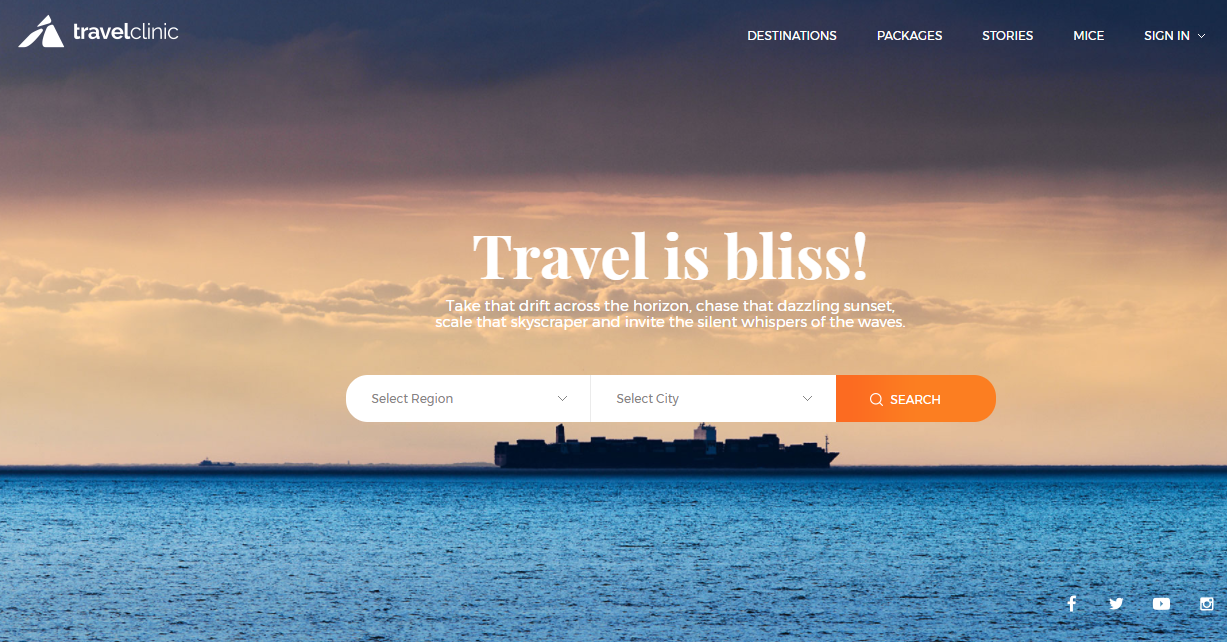 travelclinic
DESTINATIONS PACKAGES STORIES MICE SIGN IN
Travel is bliss!
Take that drift across the horizon, chase that dazzling sunset,
scale that skyscraper and invite the silent whispers of the waves.
Select Region Select City SEARCH